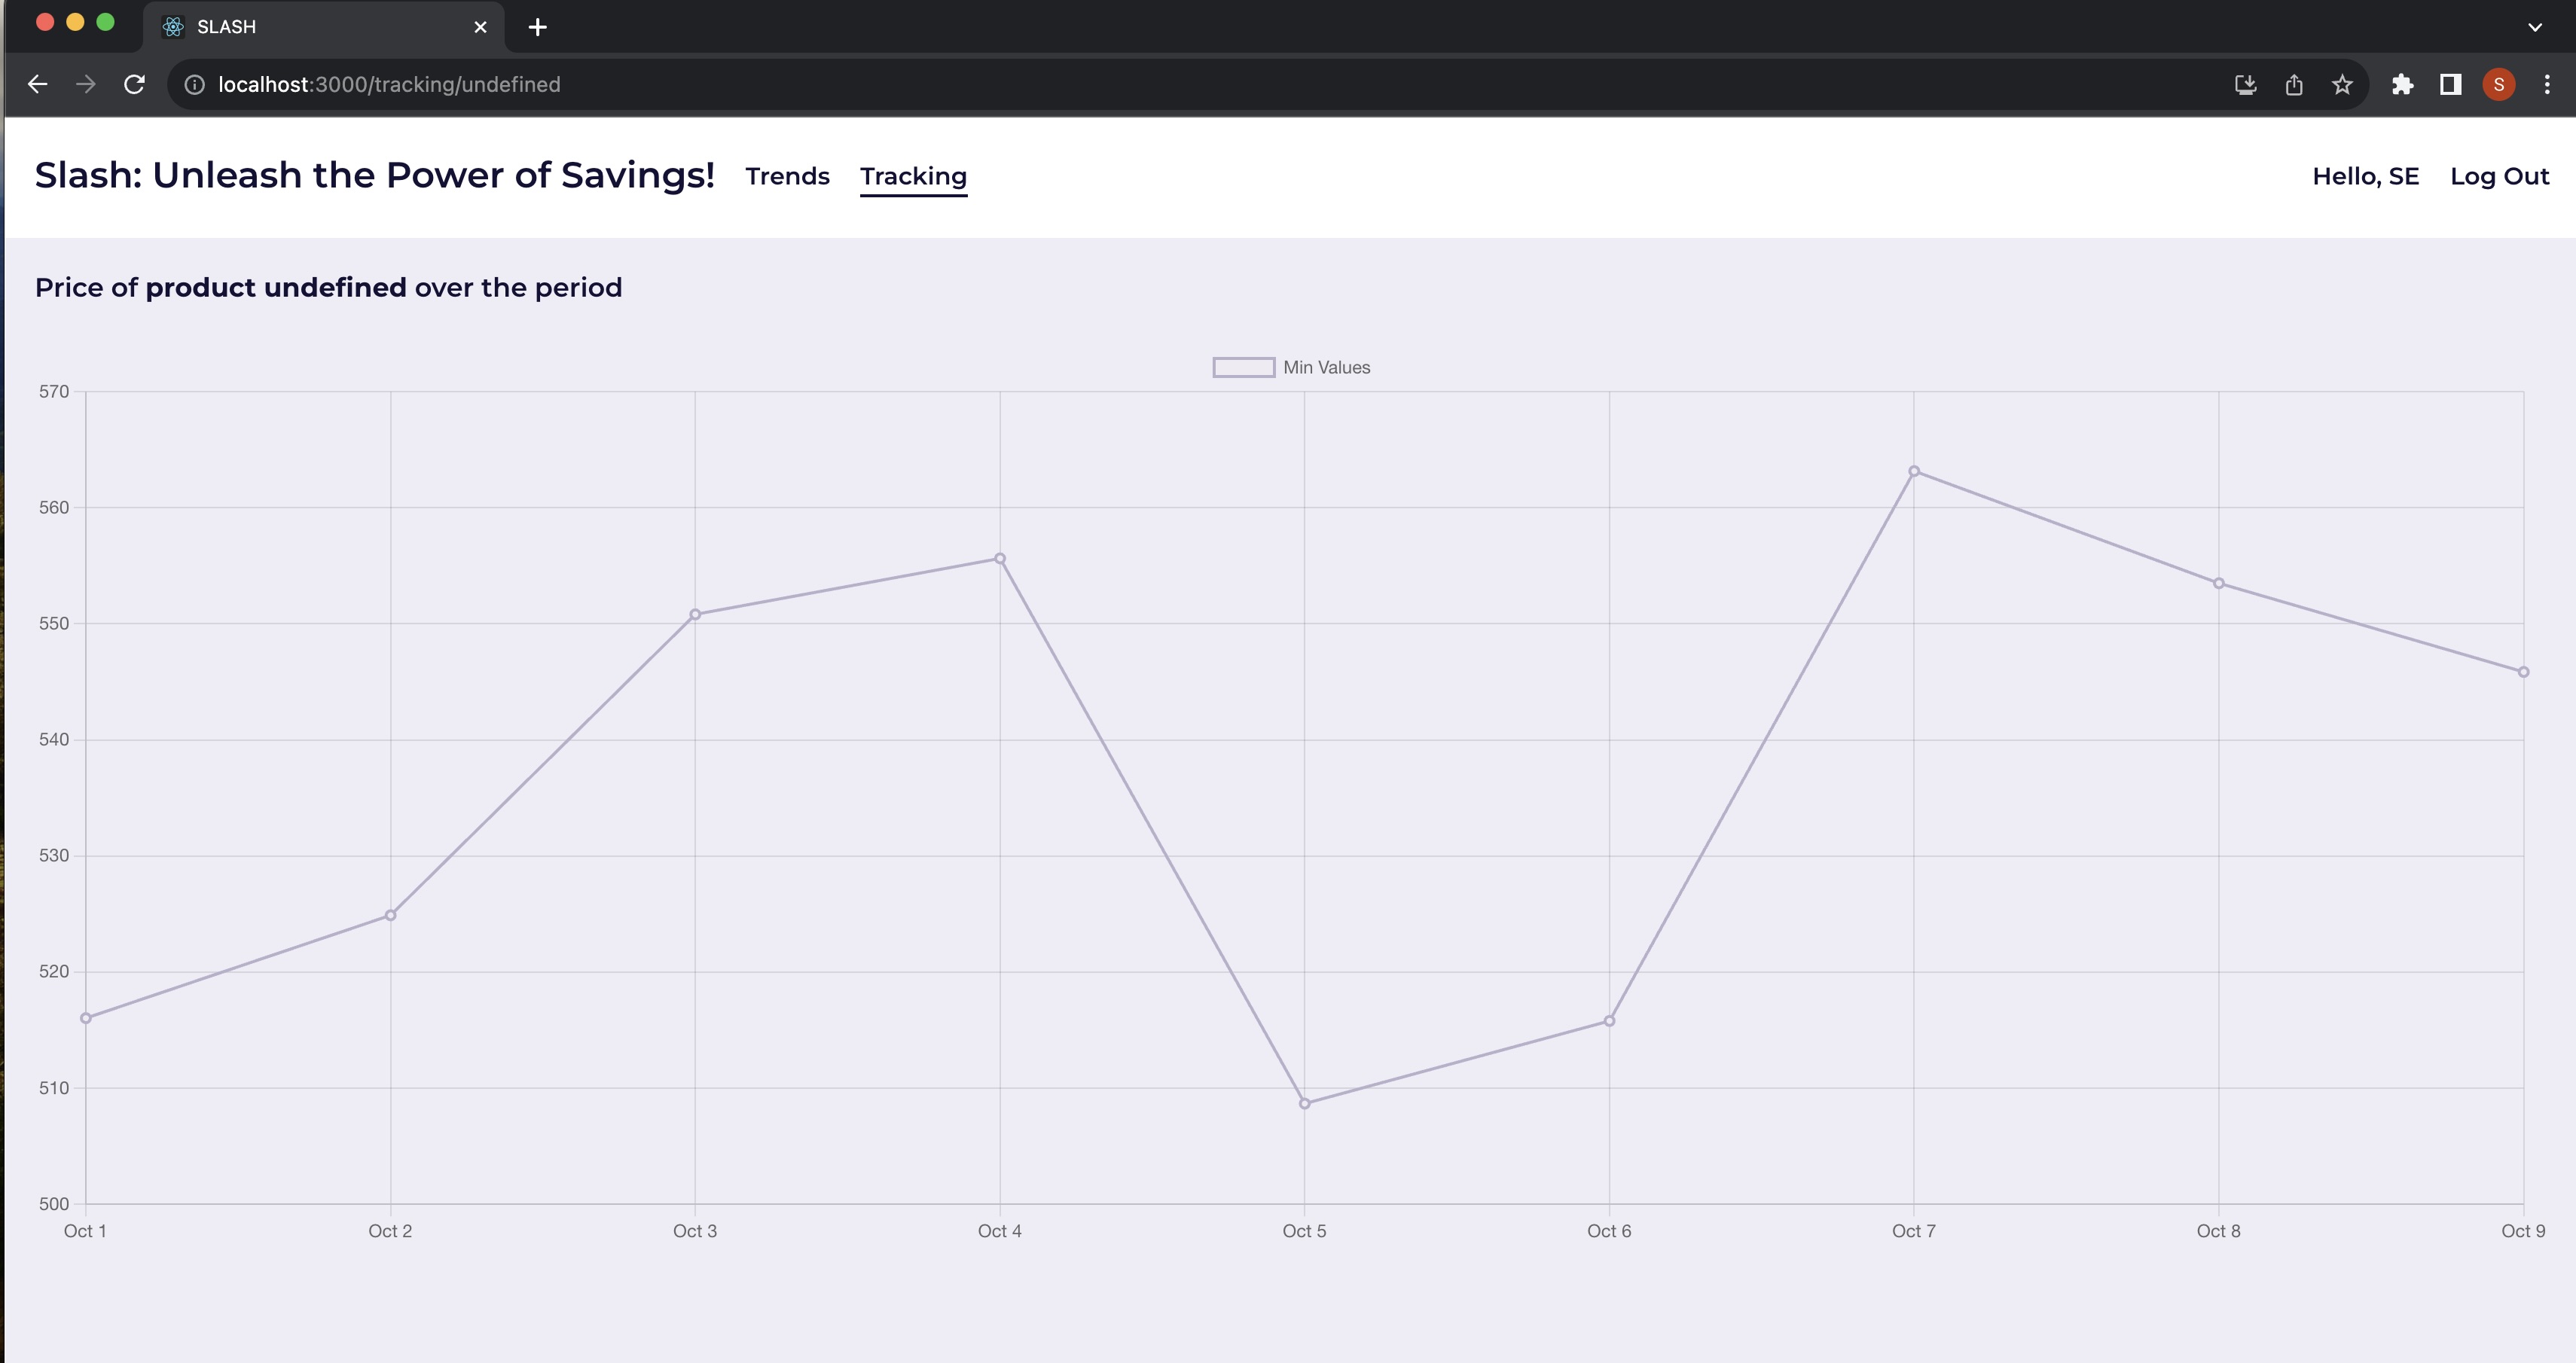 SLASH
localhost:3000/tracking/undefined
S
Slash: Unleash the Power of Savings! Trends Tracking Hello, SE Log Out
Price of product undefined over the period
Min Values
570
560
550
540
530
520
510
500
Oct 1 Oct 2 Oct 3 Oct 4 Oct 5 Oct 6 Oct 7 Oct 8 Oct 9